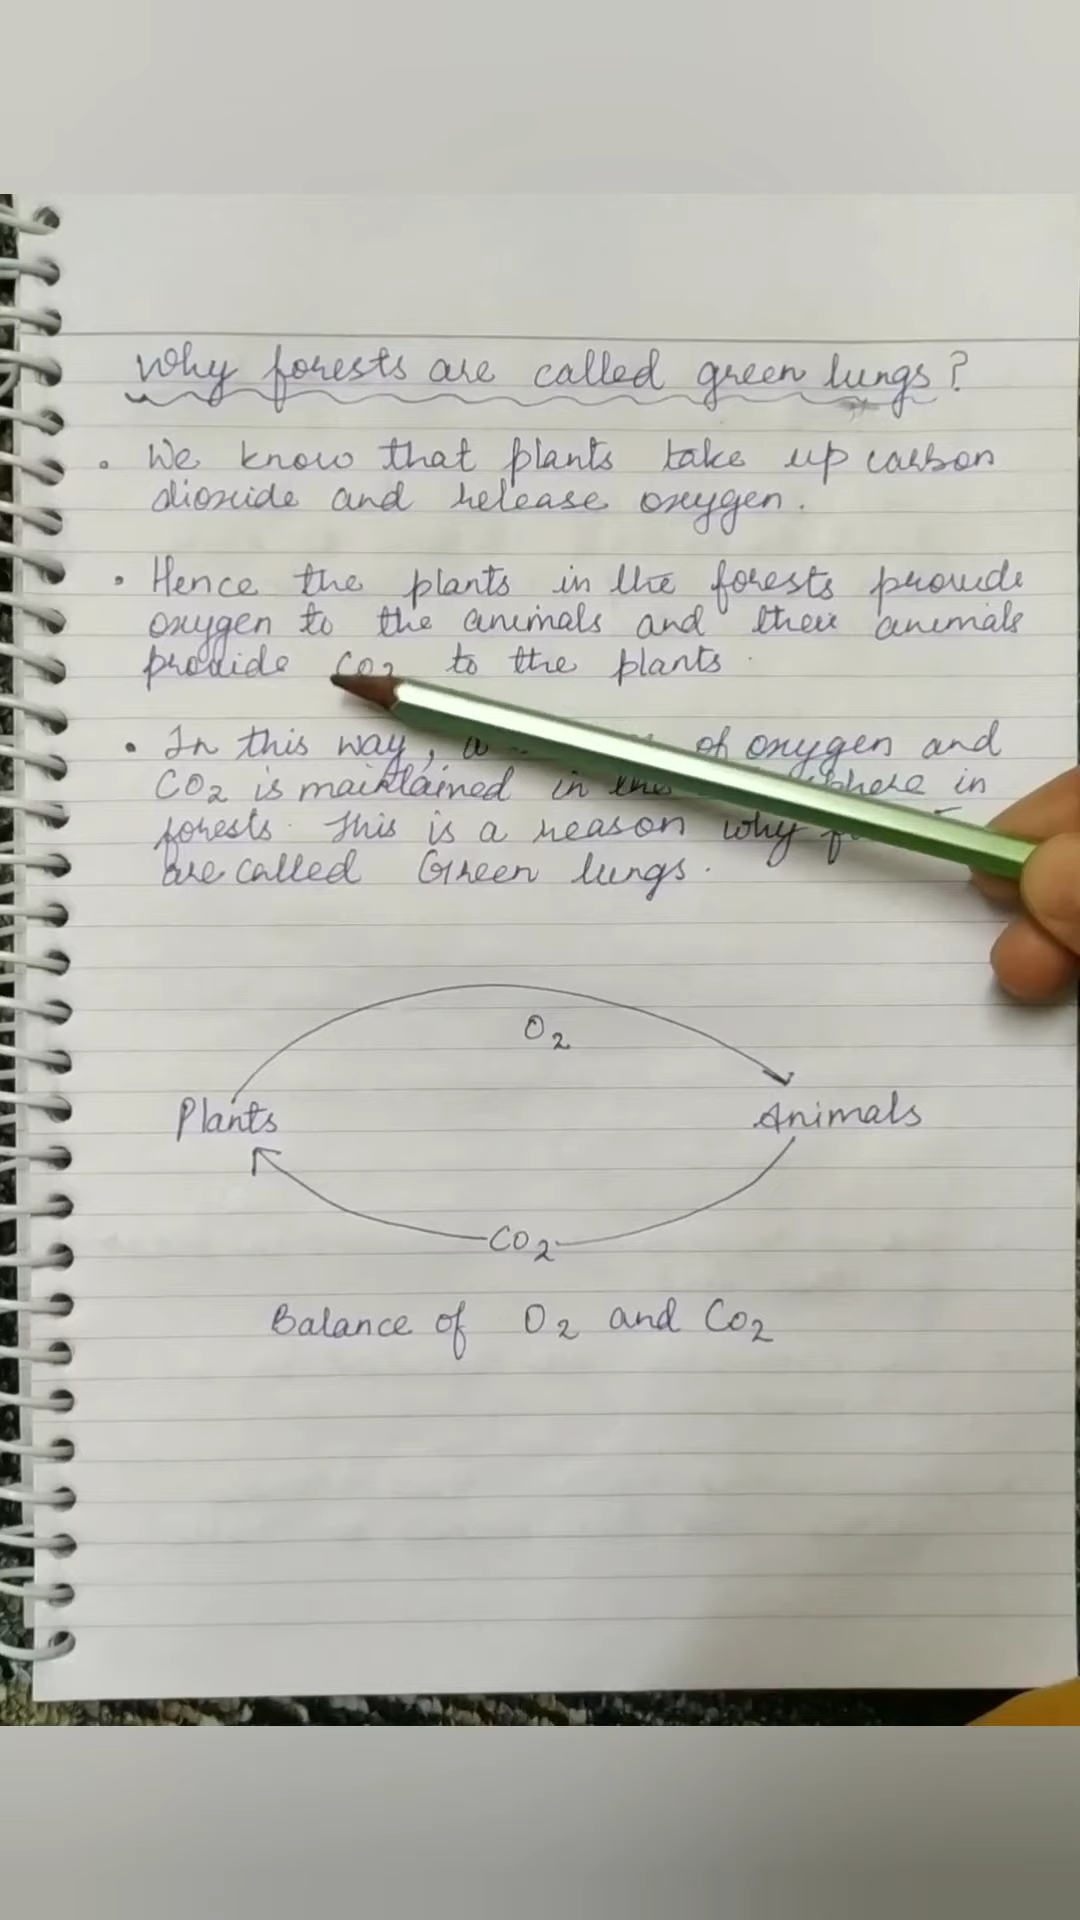 Why forests are called green lungs?
. We know that plants take up carbon
dioxide and release oxygen.
. Hence the plants in the forests provide
oxygen to the animals and their animals
provide CO2 to the plants.
. In this way, a of oxygen and
CO2 is maintained in the in
forests. This is a reason why
are called Green lungs.
O2
Plants Animals
CO2
Balance of O2 and CO2